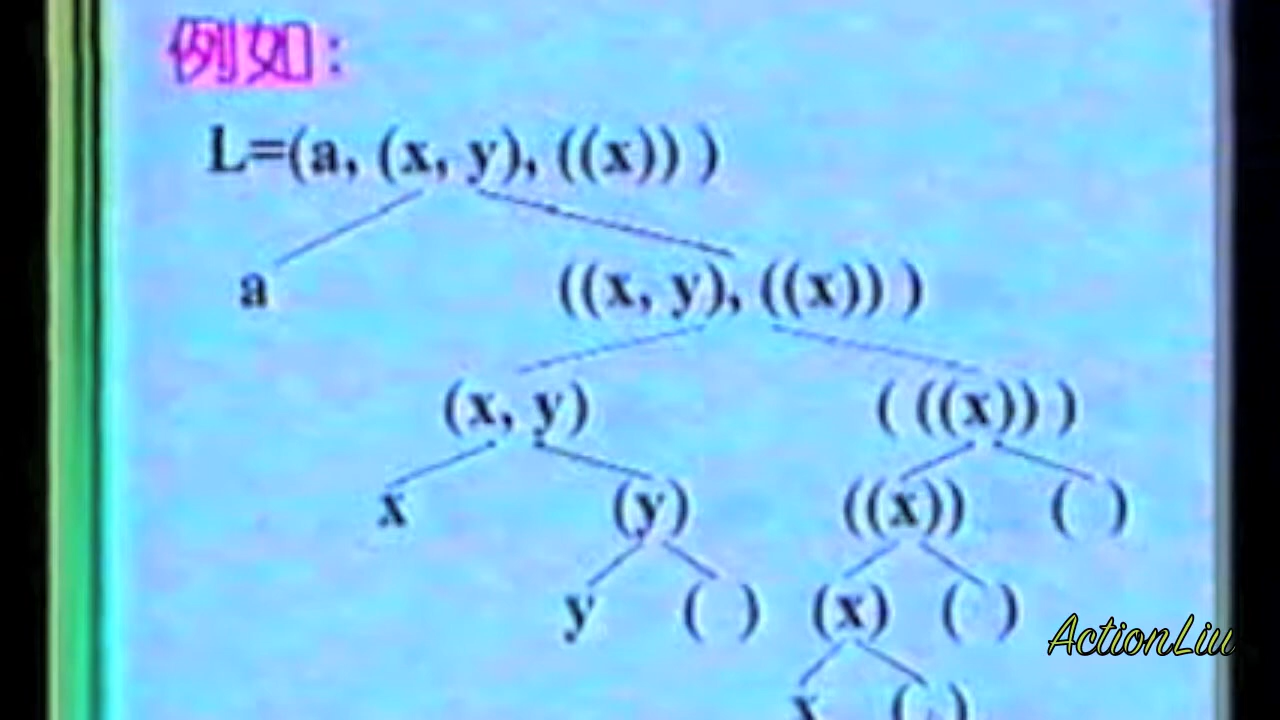 例如:
L=(a, (x, y), ((x)) )
a ((x, y), ((x)) )
(x, y) ( ((x)) )
x (y) ((x)) ( )
y ( ) (x) ( )
ActionLiu
x ( )